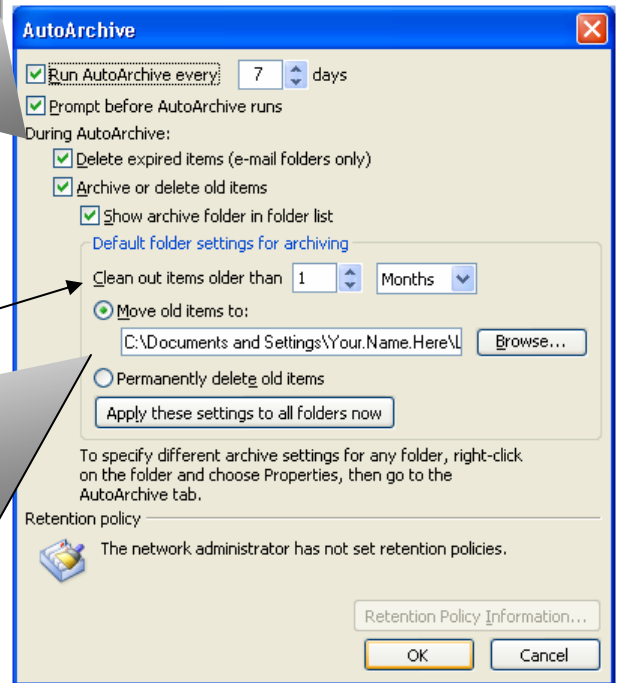 AutoArchive
Run AutoArchive every 7 days
Prompt before AutoArchive runs
During AutoArchive:
Delete expired items (e-mail folders only)
Archive or delete old items
Show archive folder in folder list
Default folder settings for archiving
Clean out items older than 1 Months
Move old items to:
C:\Documents and Settings\Your.Name.Here\L Browse...
Permanently delete old items
Apply these settings to all folders now
To specify different archive settings for any folder, right-click
on the folder and choose Properties, then go to the
AutoArchive tab.
Retention policy
The network administrator has not set retention policies.
Retention Policy Information...
OK Cancel